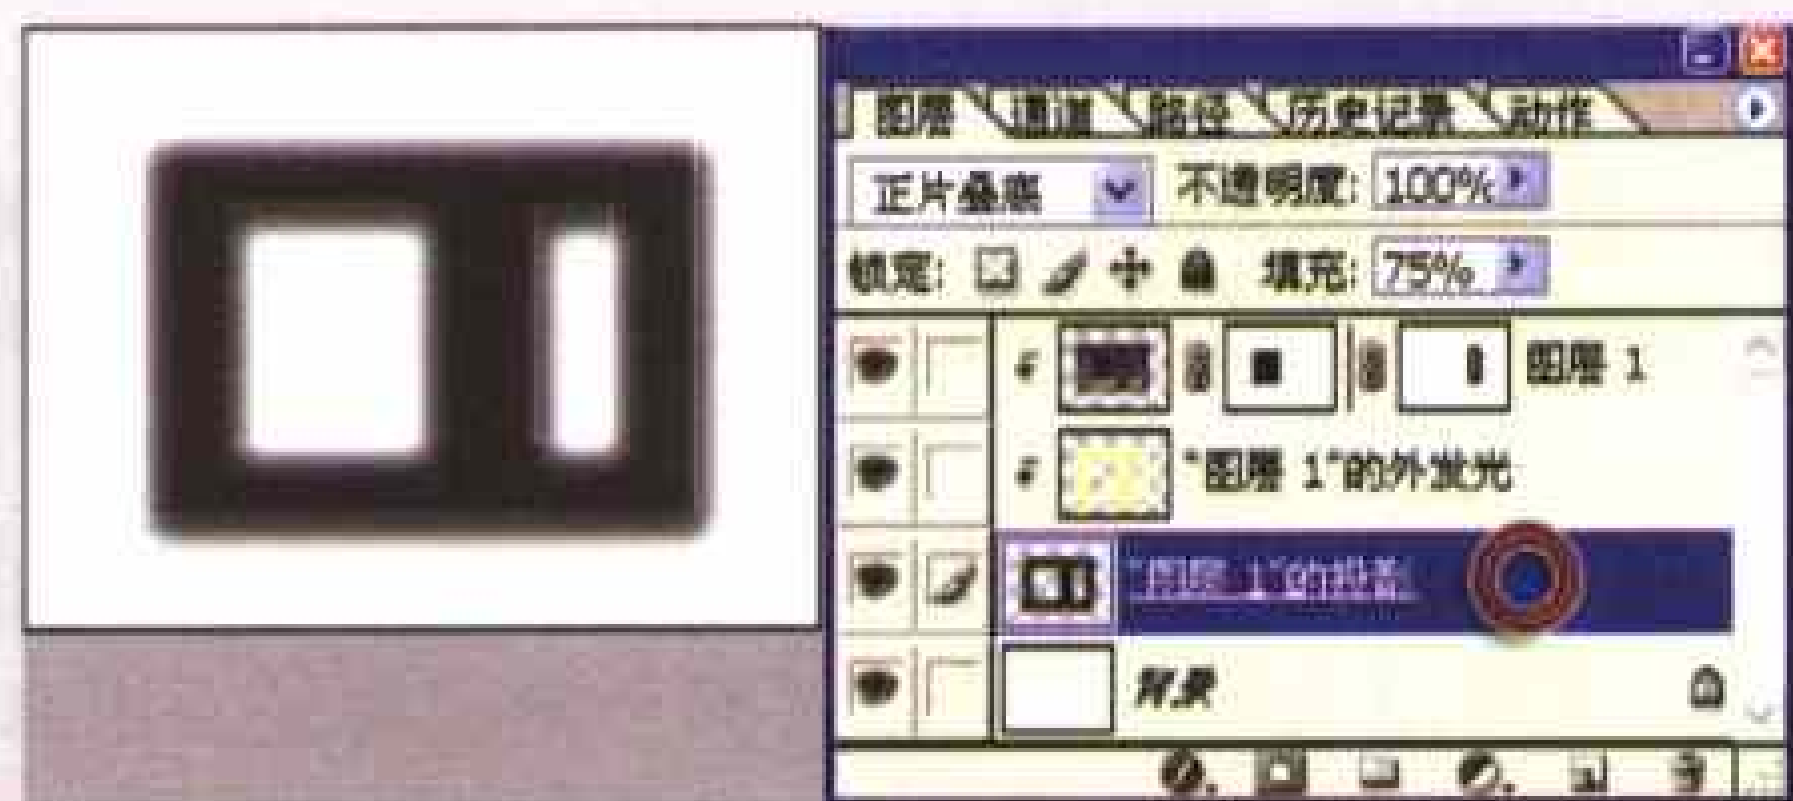 图层 通道 路径 历史记录 动作
正片叠底 不透明度: 100%
锁定: 填充: 75%
图层 1
"图层 1"的外发光
"图层 1"的投影
背景